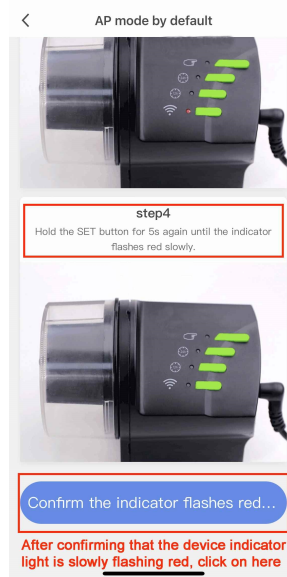 AP mode by default
step4
Hold the SET button for 5s again until the indicator
flashes red slowly.
Confirm the indicator flashes red...
After confirming that the device indicator
light is slowly flashing red, click on here